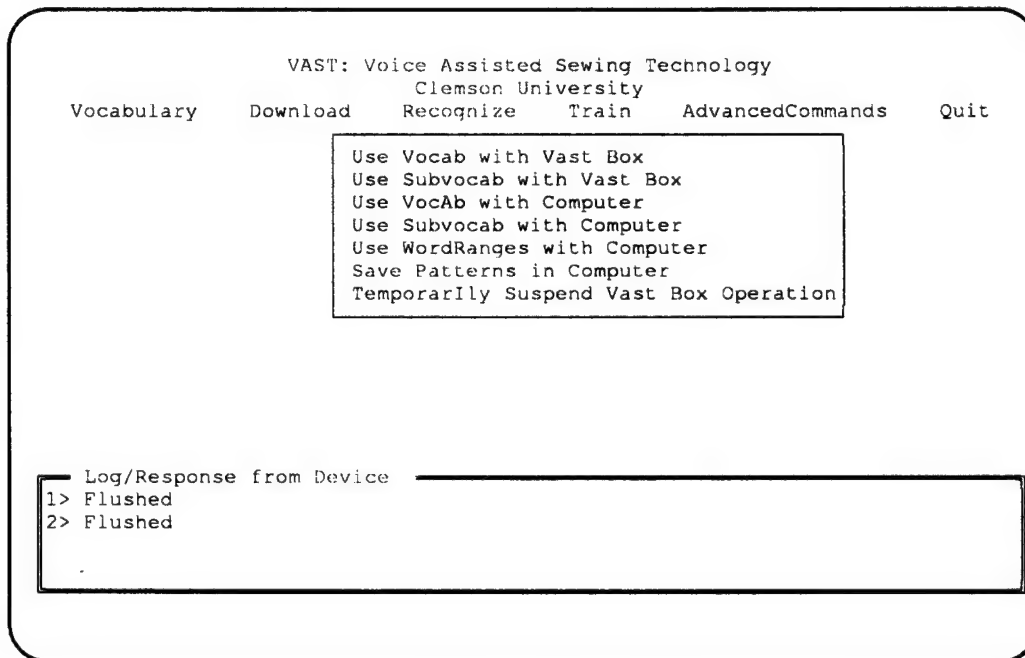 VAST: Voice Assisted Sewing Technology
Clemson University
Vocabulary Download Recognize Train AdvancedCommands Quit
Use Vocab with Vast Box
Use Subvocab with Vast Box
Use VocAb with Computer
Use Subvocab with Computer
Use WordRanges with Computer
Save Patterns in Computer
TemporarIly Suspend Vast Box Operation
Log/Response from Device
1> Flushed
2> Flushed